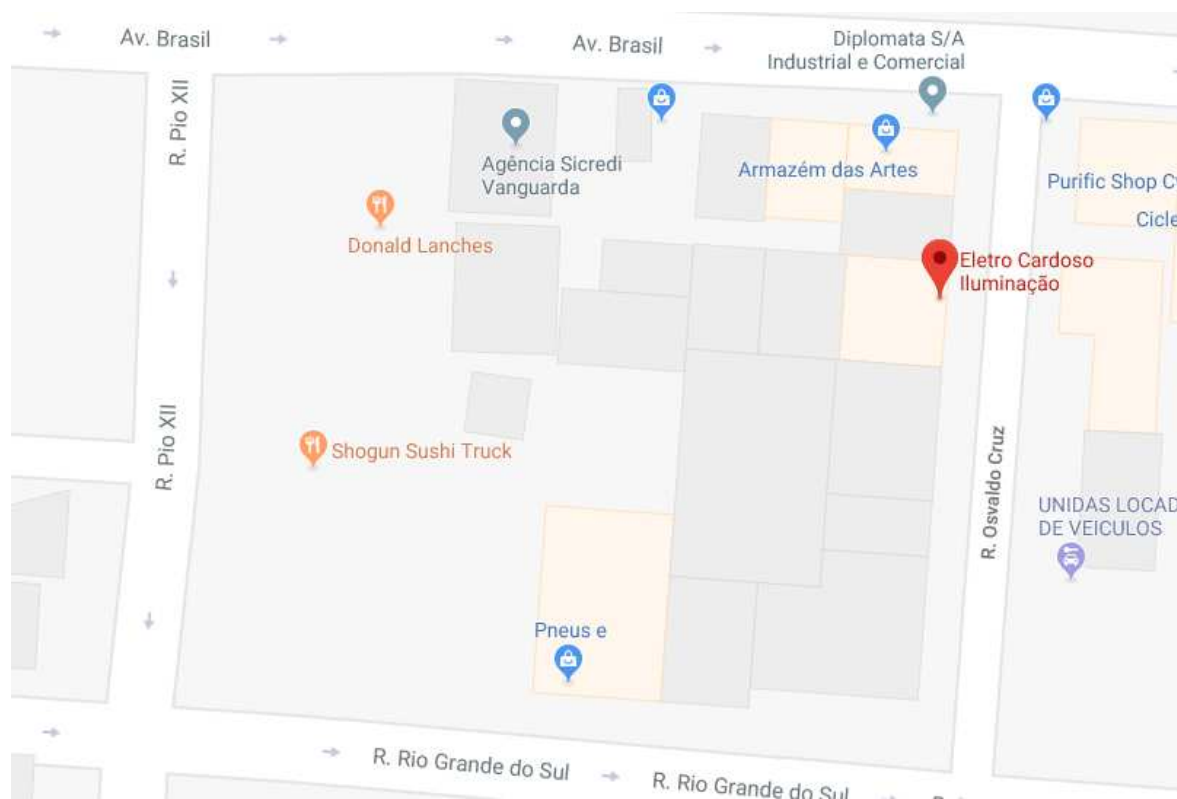 Av. Brasil
Av. Brasil
Diplomata S/A
Industrial e Comercial
R. Pio XII
Agência Sicredi
Vanguarda
Armazém das Artes
Purific Shop
Donald Lanches
Eletro Cardoso
Iluminação
R. Pio XII
Shogun Sushi Truck
R. Osvaldo Cruz
UNIDAS LOCAD
DE VEICULOS
Pneus e
R. Rio Grande do Sul
R. Rio Grande do Sul